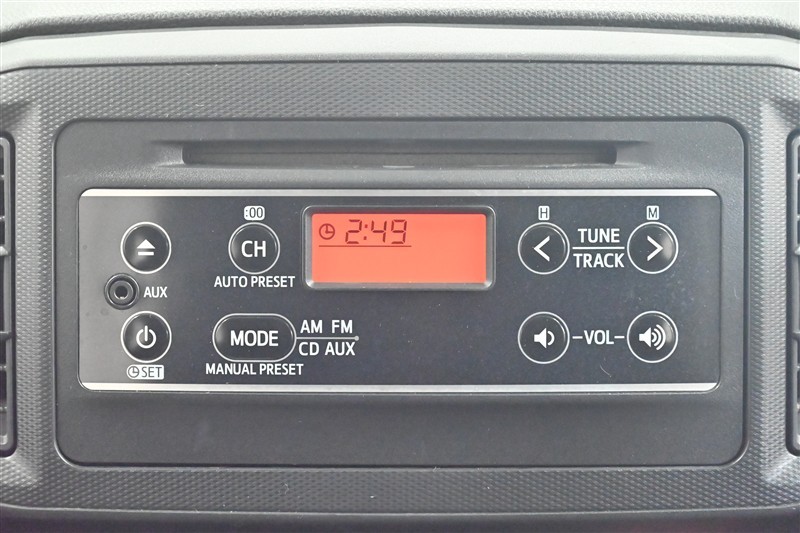 :00
H
M
CH
2:49
TUNE
TRACK
AUTO PRESET
AUX
MODE
AM FM
CD AUX
VOL
SET
MANUAL PRESET